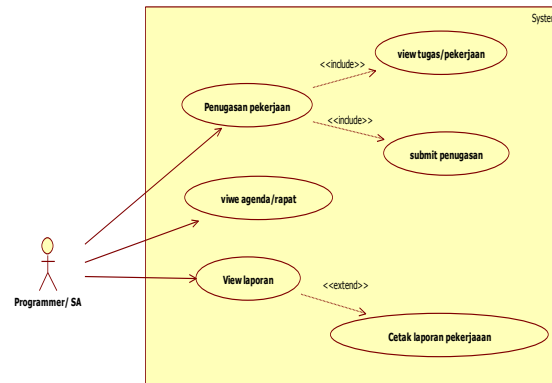 System
view tugas/pekerjaan
<<include>>
Penugasan pekerjaan
<<include>>
submit penugasan
viwe agenda/rapat
View laporan
Programmer/ SA
<<extend>>
Cetak laporan pekerjaaan